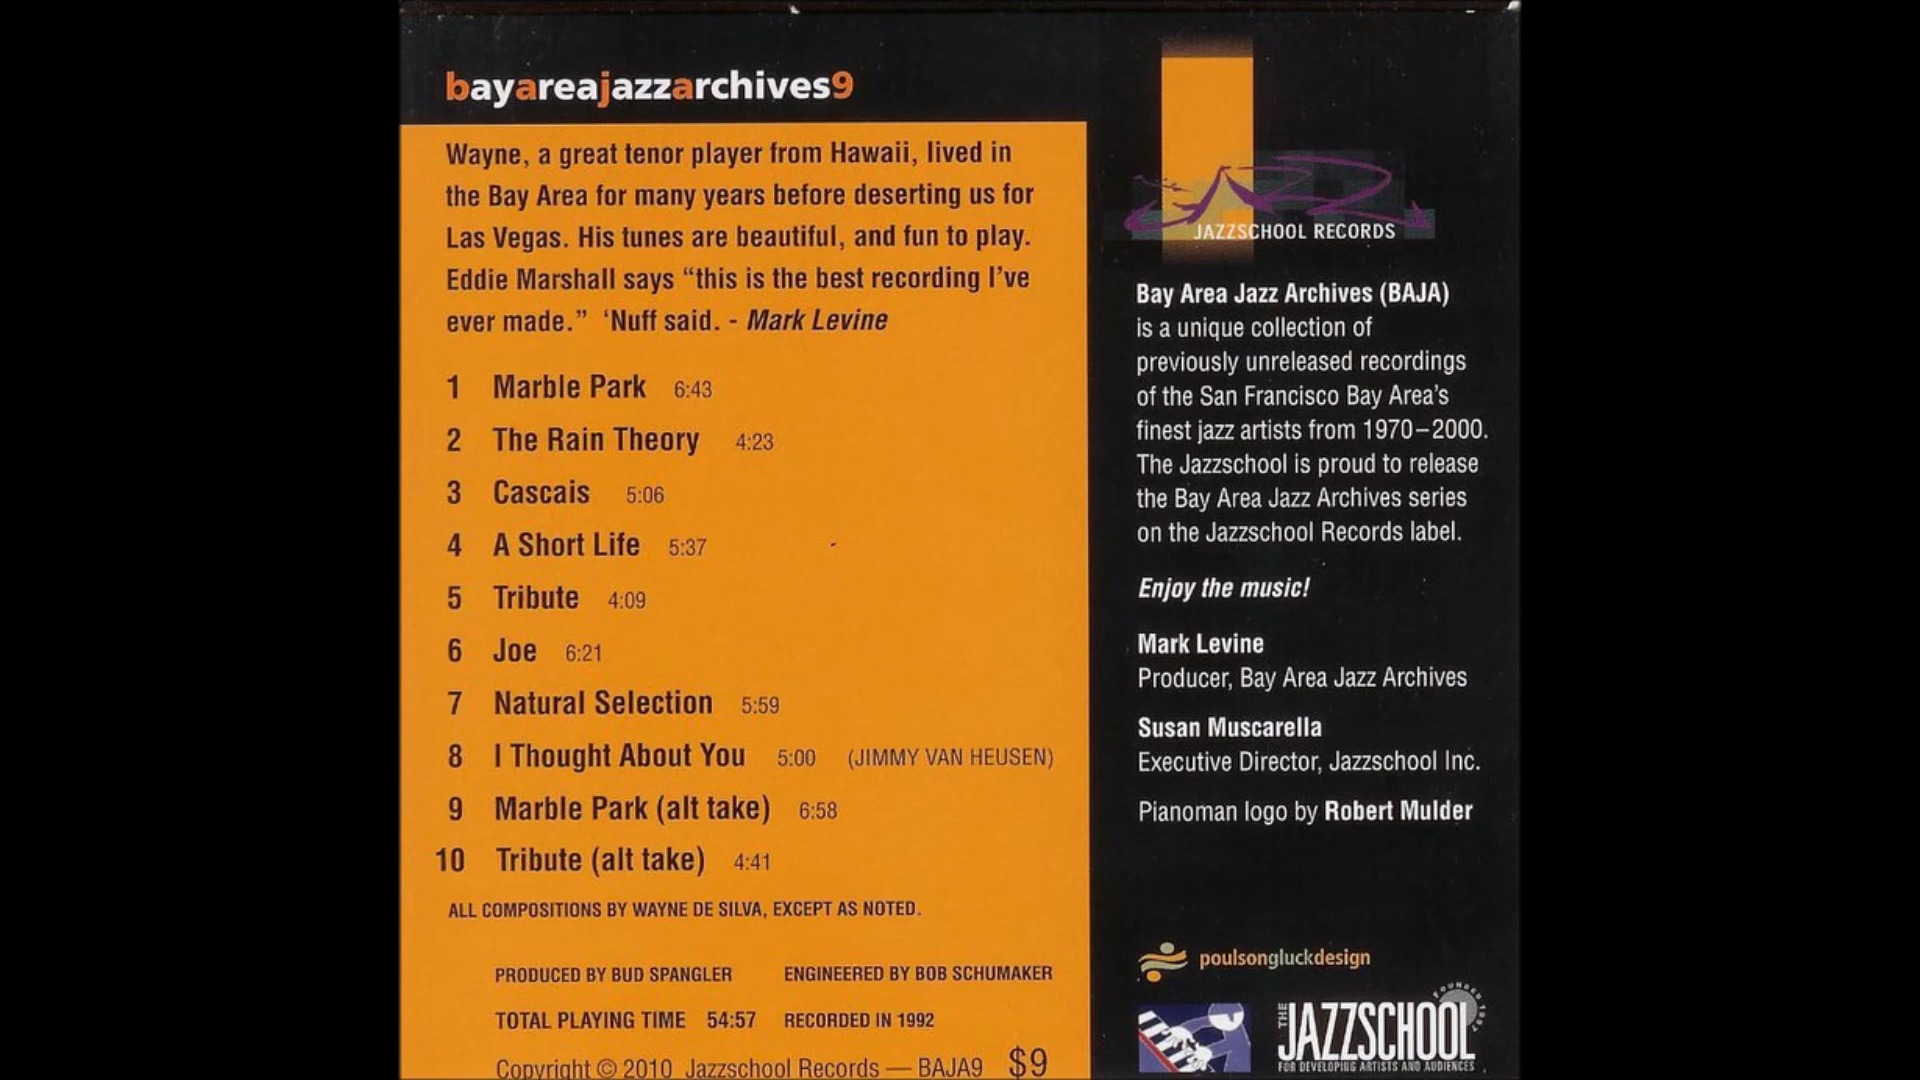 bayareajazzarchives9
Wayne, a great tenor player from Hawaii, lived in
the Bay Area for many years before deserting us for
Las Vegas. His tunes are beautiful, and fun to play.
Eddie Marshall says “this is the best recording I’ve
ever made.” ‘Nuff said. - Mark Levine
1 Marble Park 6:43
2 The Rain Theory 4:23
3 Cascais 5:06
4 A Short Life 5:37
5 Tribute 4:09
6 Joe 6:21
7 Natural Selection 5:59
8 I Thought About You 5:00 (JIMMY VAN HEUSEN)
9 Marble Park (alt take) 6:58
10 Tribute (alt take) 4:41
ALL COMPOSITIONS BY WAYNE DE SILVA, EXCEPT AS NOTED.
PRODUCED BY BUD SPANGLER ENGINEERED BY BOB SCHUMAKER
TOTAL PLAYING TIME 54:57 RECORDED IN 1992
Copyright © 2010 Jazzschool Records — BAJA9 $9
JAZZSCHOOL RECORDS
Bay Area Jazz Archives (BAJA)
is a unique collection of
previously unreleased recordings
of the San Francisco Bay Area’s
finest jazz artists from 1970–2000.
The Jazzschool is proud to release
the Bay Area Jazz Archives series
on the Jazzschool Records label.
Enjoy the music!
Mark Levine
Producer, Bay Area Jazz Archives
Susan Muscarella
Executive Director, Jazzschool Inc.
Pianoman logo by Robert Mulder
poulsongluckdesign
FOUNDED 1997
THE JAZZSCHOOL
FOR DEVELOPING ARTISTS AND AUDIENCES